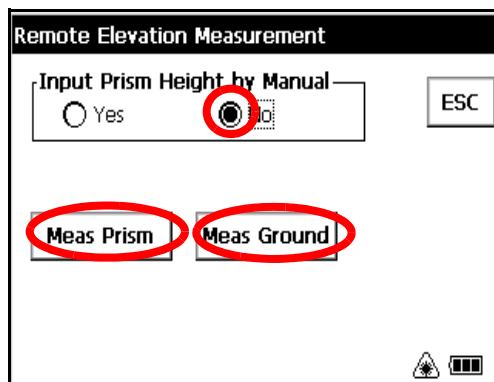 Remote Elevation Measurement
Input Prism Height by Manual
Yes No
ESC
Meas Prism Meas Ground